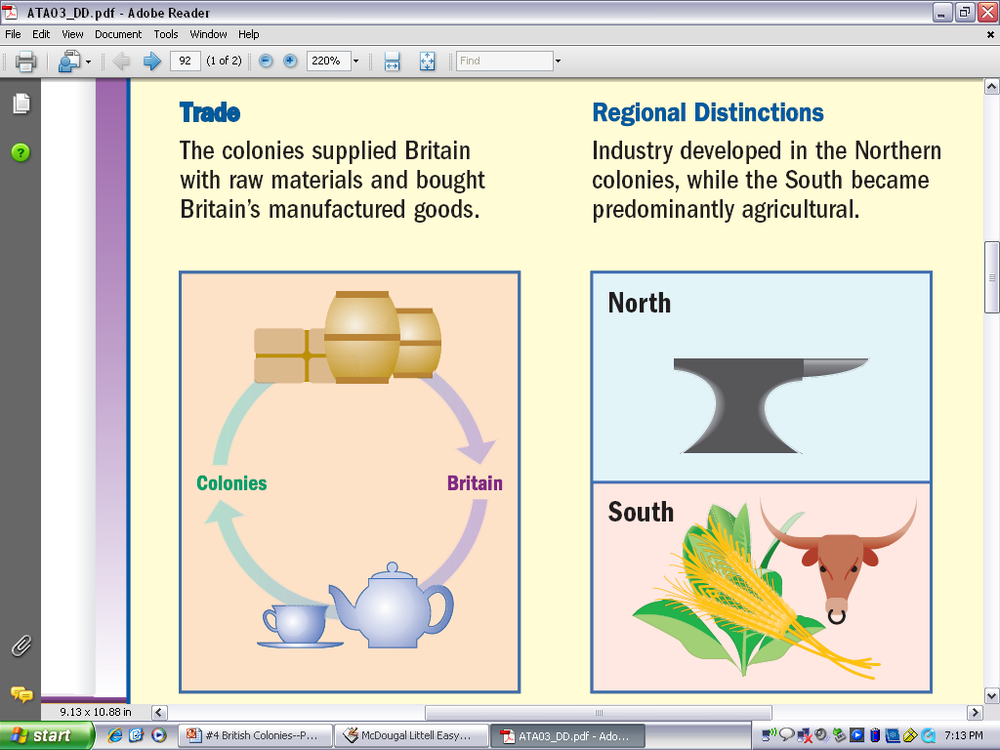 ATA03_DD.pdf - Adobe Reader
File Edit View Document Tools Window Help
92 (1 of 2) 220% Find
Trade
The colonies supplied Britain
with raw materials and bought
Britain's manufactured goods.
Colonies
Britain
Regional Distinctions
Industry developed in the Northern
colonies, while the South became
predominantly agricultural.
North
South
9.13 x 10.88 in
start #4 British Colonies--P... McDougal Littell Easy... ATA03_DD.pdf - Ado... 7:13 PM